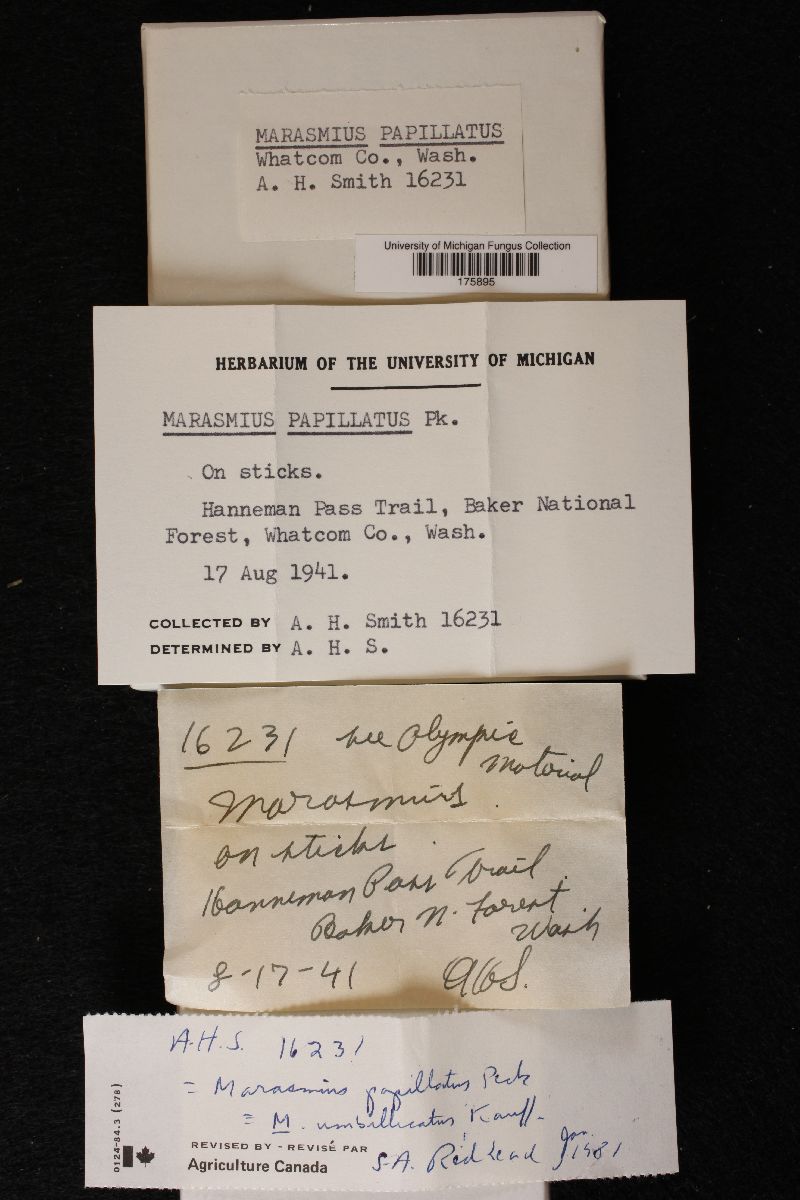 MARASMIUS PAPILLATUS
Whatcom Co., Wash.
A. H. Smith 16231
University of Michigan Fungus Collection
175895
HERBARIUM OF THE UNIVERSITY OF MICHIGAN
MARASMIUS PAPILLATUS Pk.
On sticks.
Hanneman Pass Trail, Baker National
Forest, Whatcom Co., Wash.
17 Aug 1941.
COLLECTED BY A. H. Smith 16231
DETERMINED BY A. H. S.
16231 see Olympic
material
Marasmius.
on sticks.
Hanneman Pass Trail.
Baker N. Forest
Wash
8-17-41 AHS.
A.H.S. 16231
= Marasmius papillatus Peck
≡ M. umbilicatus Kauff.
REVISED BY - REVISÉ PAR
Agriculture Canada
S.A. Redhead Jan. 1981
0124-84.3 (278)